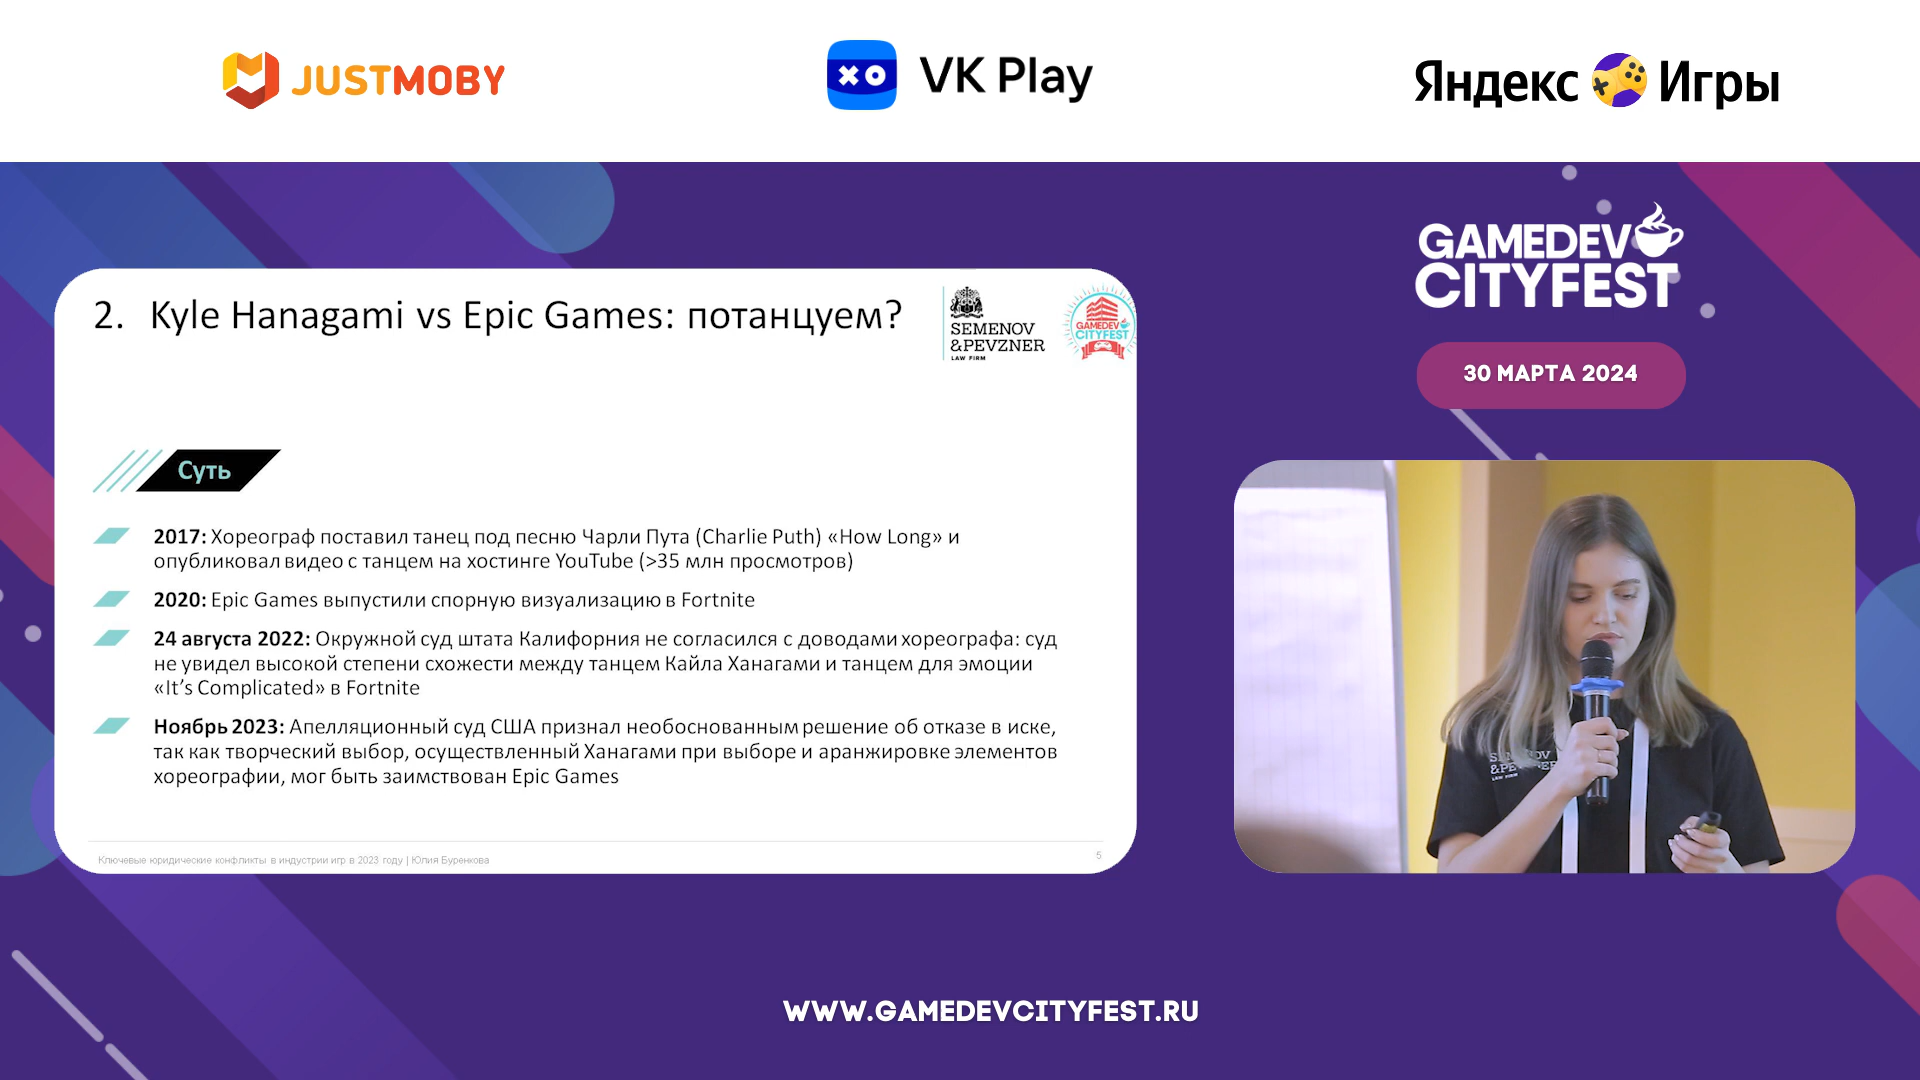 JUSTMOBY
VK Play
Яндекс Игры
GAMEDEV
CITYFEST
30 МАРТА 2024
2. Kyle Hanagami vs Epic Games: потанцуем?
SEMENOV
&PEVZNER
LAW FIRM
GAMEDEV
CITYFEST
Суть
2017: Хореограф поставил танец под песню Чарли Пута (Charlie Puth) «How Long» и
опубликовал видео с танцем на хостинге YouTube (>35 млн просмотров)
2020: Epic Games выпустили спорную визуализацию в Fortnite
24 августа 2022: Окружной суд штата Калифорния не согласился с доводами хореографа: суд
не увидел высокой степени схожести между танцем Кайла Ханагами и танцем для эмоции
«It’s Complicated» в Fortnite
Ноябрь 2023: Апелляционный суд США признал необоснованным решение об отказе в иске,
так как творческий выбор, осуществленный Ханагами при выборе и аранжировке элементов
хореографии, мог быть заимствован Epic Games
Ключевые юридические конфликты в индустрии игр в 2023 году | Юлия Буренкова
5
WWW.GAMEDEVCITYFEST.RU